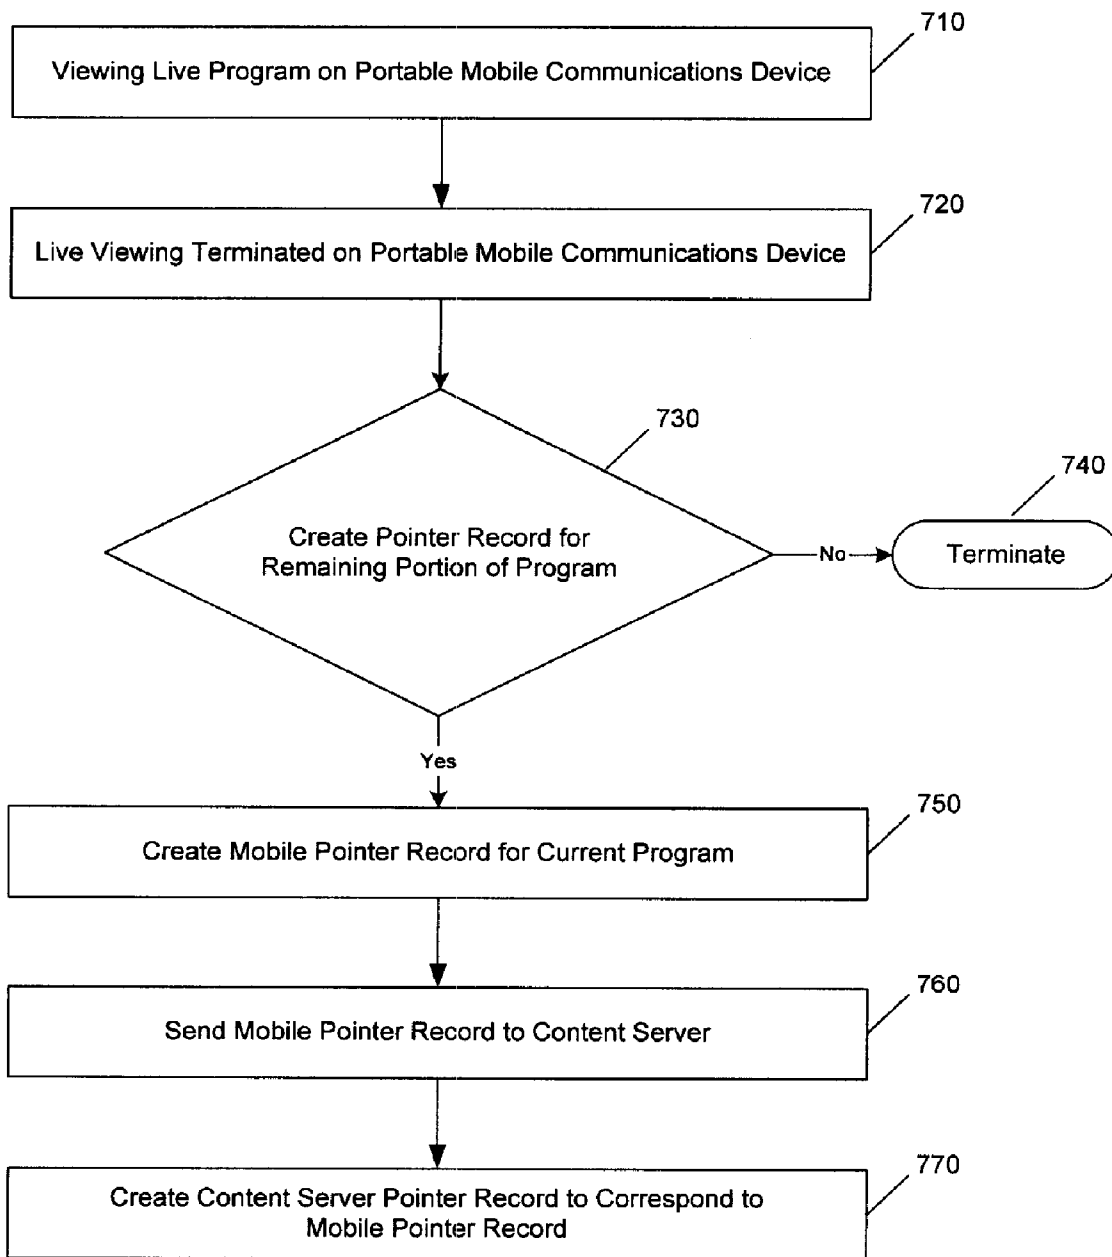 710
Viewing Live Program on Portable Mobile Communications Device
720
Live Viewing Terminated on Portable Mobile Communications Device
730
Create Pointer Record for
Remaining Portion of Program
No
740
Terminate
Yes
750
Create Mobile Pointer Record for Current Program
760
Send Mobile Pointer Record to Content Server
770
Create Content Server Pointer Record to Correspond to
Mobile Pointer Record